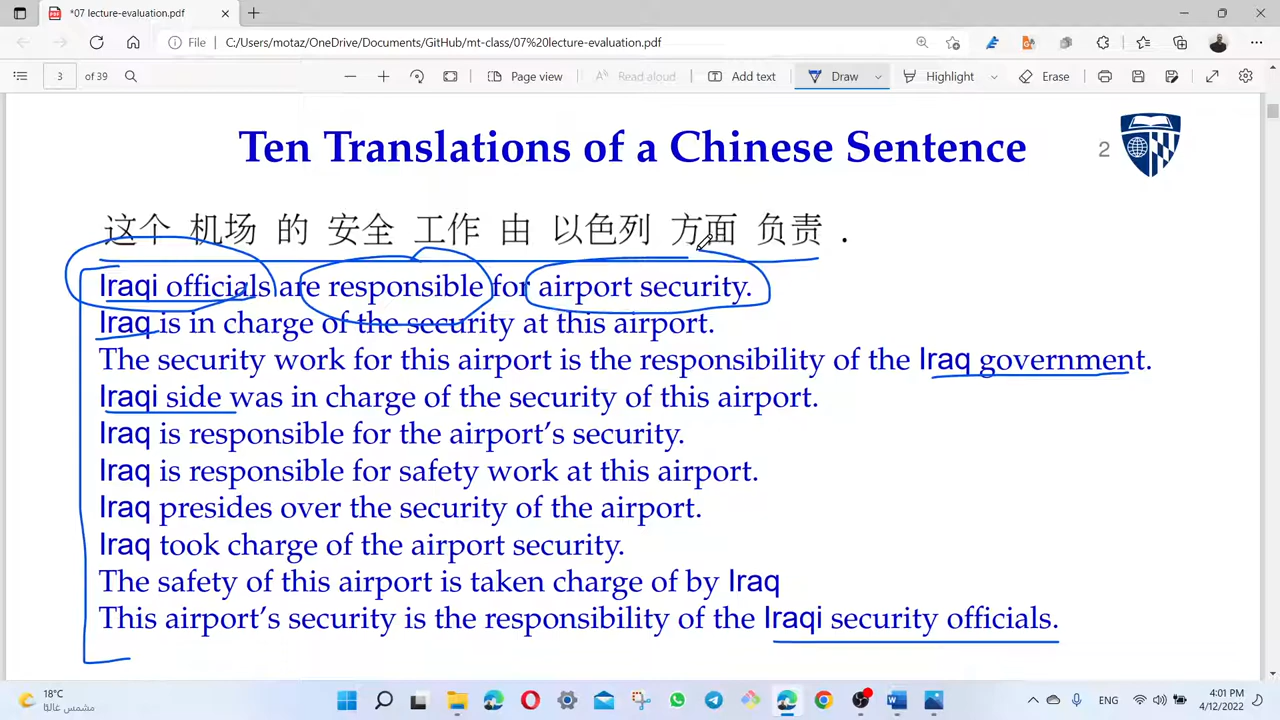 *07 lecture-evaluation.pdf
File C:/Users/motaz/OneDrive/Documents/GitHub/mt-class/07%20lecture-evaluation.pdf
3 of 39 Page view Read aloud Add text Draw Highlight Erase
Ten Translations of a Chinese Sentence 2
这个 机场 的 安全 工作 由 以色列 方面 负责 .
Iraqi officials are responsible for airport security.
Iraq is in charge of the security at this airport.
The security work for this airport is the responsibility of the Iraq government.
Iraqi side was in charge of the security of this airport.
Iraq is responsible for the airport’s security.
Iraq is responsible for safety work at this airport.
Iraq presides over the security of the airport.
Iraq took charge of the airport security.
The safety of this airport is taken charge of by Iraq
This airport’s security is the responsibility of the Iraqi security officials.
18°C
مشمس غالبًا
ENG
4:01 PM
4/12/2022